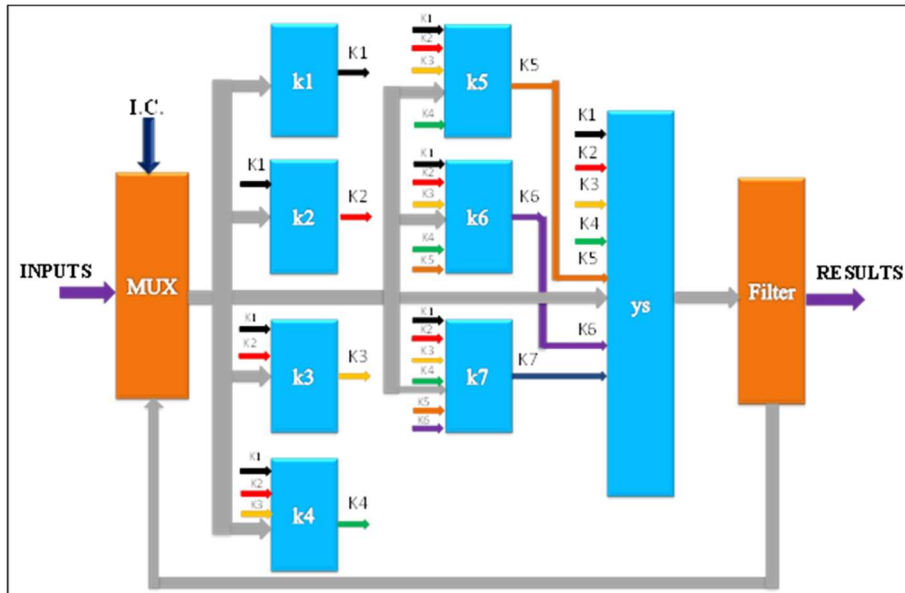 I.C.
INPUTS
MUX
k1
K1
K1
k2
K2
K1
K2
k3
K3
K1
K2
K3
k4
K4
K1
K2
K3
K4
k5
K5
K1
K2
K3
K4
K5
k6
K6
K1
K2
K3
K4
K5
K6
k7
K7
K1
K2
K3
K4
K5
K6
ys
Filter
RESULTS